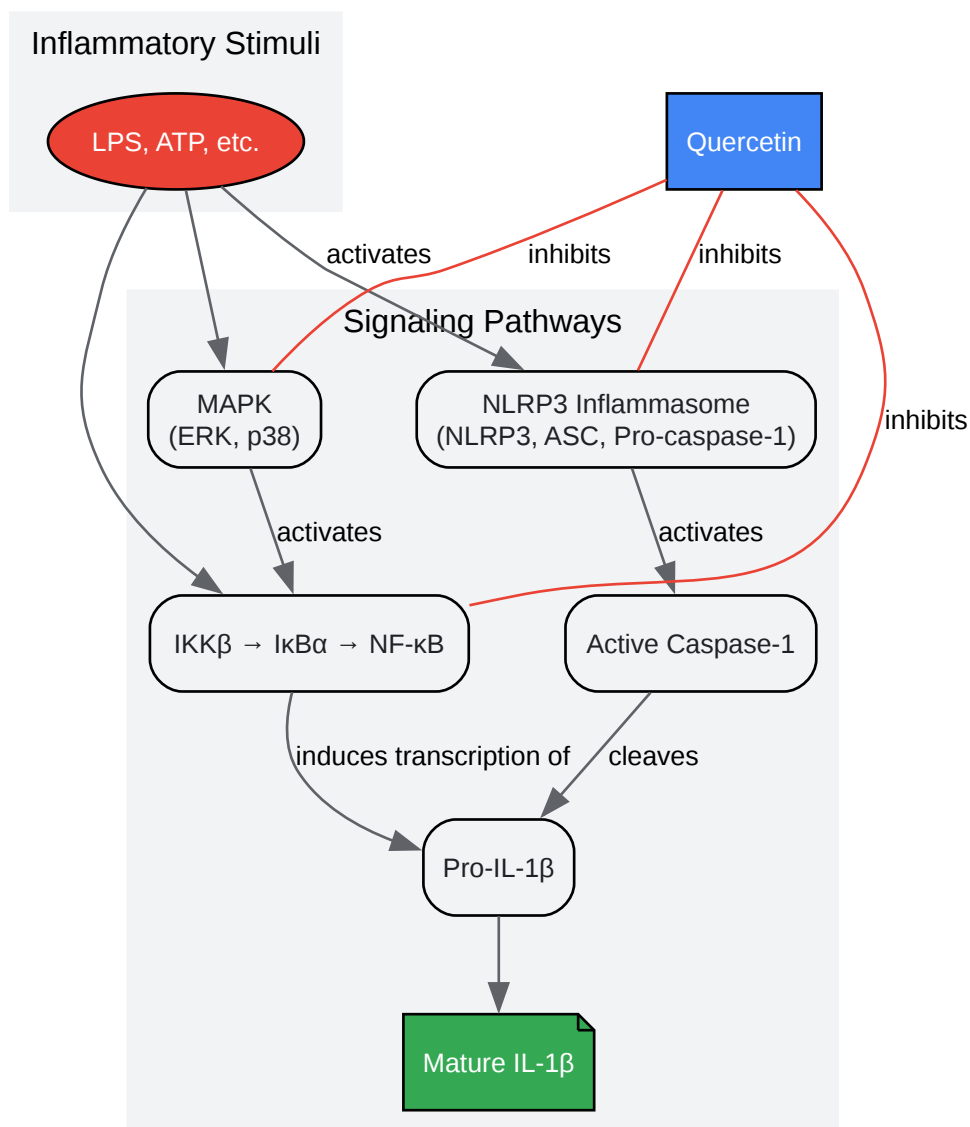 Inflammatory Stimuli
LPS, ATP, etc.
Quercetin
activates
inhibits
inhibits
Signaling Pathways
MAPK
(ERK, p38)
NLRP3 Inflammasome
(NLRP3, ASC, Pro-caspase-1)
inhibits
activates
activates
IKKβ → IκBα → NF-κB
Active Caspase-1
induces transcription of
cleaves
Pro-IL-1β
Mature IL-1β